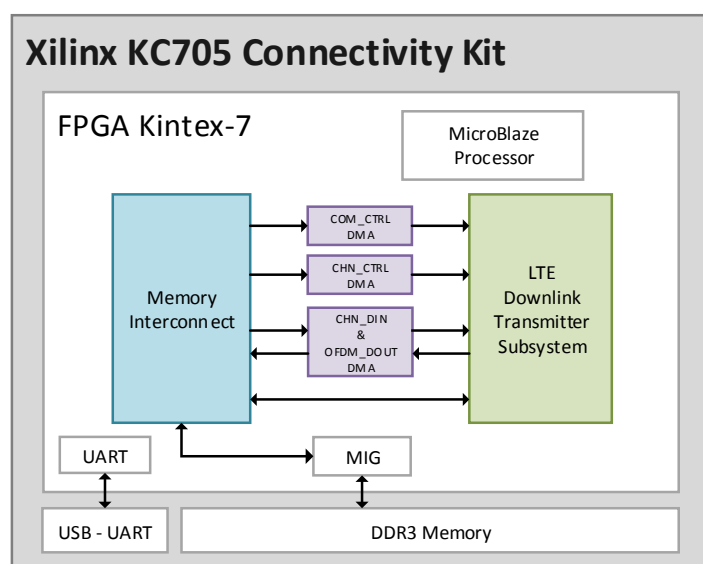 Xilinx KC705 Connectivity Kit
FPGA Kintex-7
MicroBlaze
Processor
COM_CTRL
DMA
CHN_CTRL
DMA
Memory
Interconnect
CHN_DIN
&
OFDM_DOUT
DMA
LTE
Downlink
Transmitter
Subsystem
UART
MIG
USB - UART
DDR3 Memory